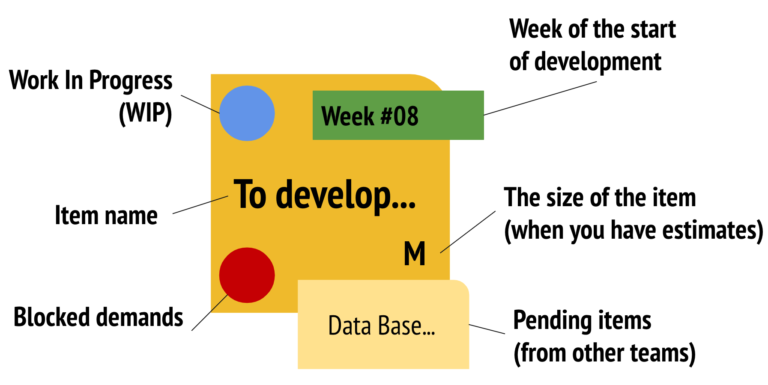 Week of the start
of development
Work In Progress
(WIP)
Week #08
Item name
To develop...
The size of the item
(when you have estimates)
M
Blocked demands
Data Base...
Pending items
(from other teams)